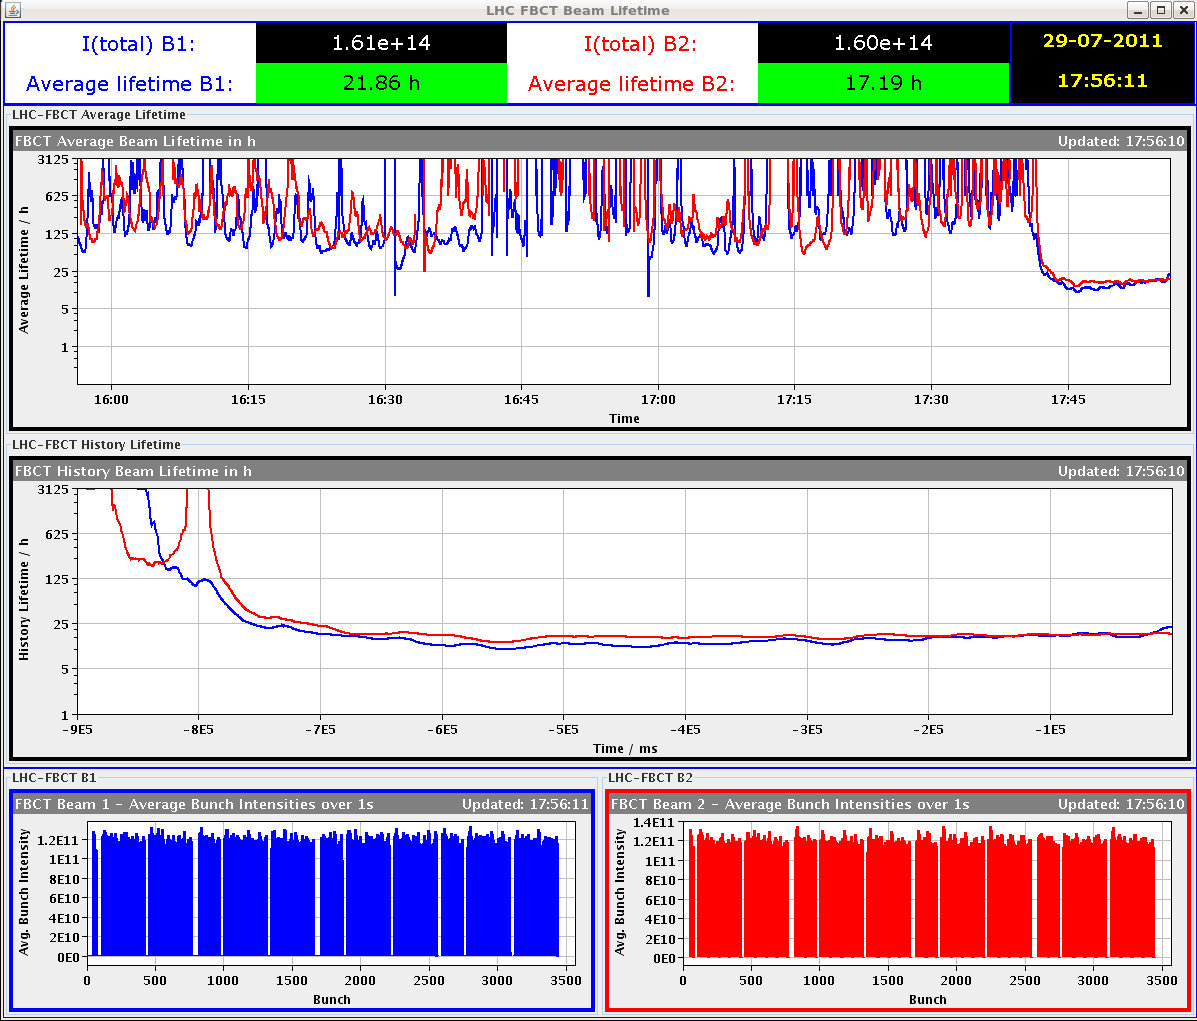 LHC FBCT Beam Lifetime
I(total) B1: 1.61e+14 I(total) B2: 1.60e+14 29-07-2011
Average lifetime B1: 21.86 h Average lifetime B2: 17.19 h 17:56:11
LHC-FBCT Average Lifetime
FBCT Average Beam Lifetime in h Updated: 17:56:10
3125
625
125
25
5
1
Average Lifetime / h
16:00 16:15 16:30 16:45 17:00 17:15 17:30 17:45
Time
LHC-FBCT History Lifetime
FBCT History Beam Lifetime in h Updated: 17:56:10
3125
625
125
25
5
1
History Lifetime / h
-9E5 -8E5 -7E5 -6E5 -5E5 -4E5 -3E5 -2E5 -1E5
Time / ms
LHC-FBCT B1
FBCT Beam 1 - Average Bunch Intensities over 1s Updated: 17:56:11
1.2E11
1E11
8E10
6E10
4E10
2E10
0E0
Avg. Bunch Intensity
0 500 1000 1500 2000 2500 3000 3500
Bunch
LHC-FBCT B2
FBCT Beam 2 - Average Bunch Intensities over 1s Updated: 17:56:10
1.4E11
1.2E11
1E11
8E10
6E10
4E10
2E10
0E0
Avg. Bunch Intensity
0 500 1000 1500 2000 2500 3000 3500
Bunch